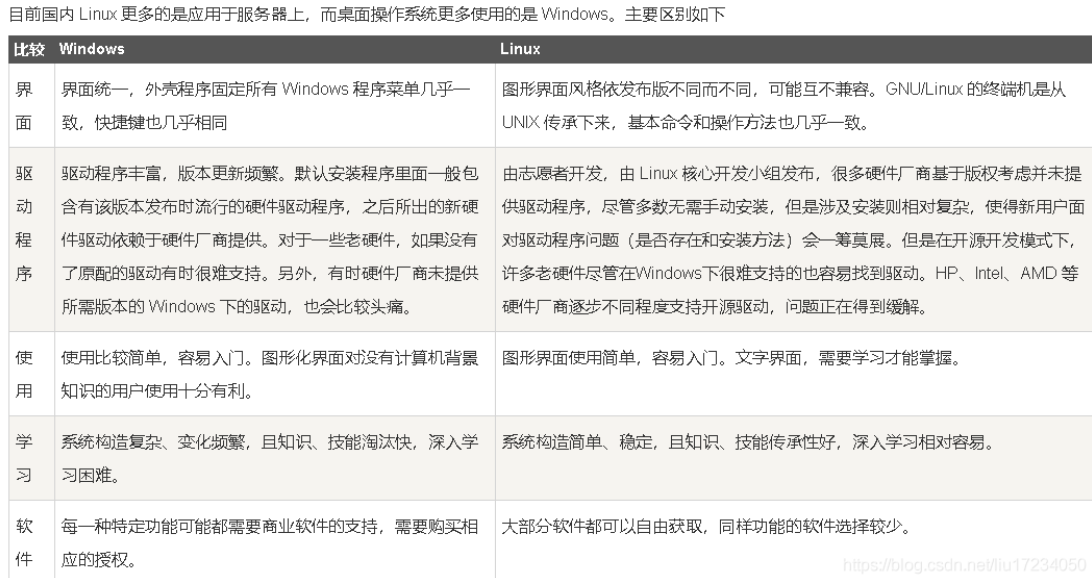 目前国内 Linux 更多的是应用于服务器上，而桌面操作系统更多使用的是 Windows。主要区别如下
比较 Windows Linux
界面
界面统一，外壳程序固定所有 Windows 程序菜单几乎一
致，快捷键也几乎相同
图形界面风格依发布版不同而不同，可能互不兼容。GNU/Linux 的终端机是从
UNIX 传承下来，基本命令和操作方法也几乎一致。
驱动程序
驱动程序丰富，版本更新频繁。默认安装程序里面一般包
含有该版本发布时流行的硬件驱动程序，之后所出的新硬
件驱动依赖于硬件厂商提供。对于一些老硬件，如果没有
了原配的驱动有时很难支持。另外，有时硬件厂商未提供
所需版本的 Windows 下的驱动，也会比较头痛。
由志愿者开发，由 Linux 核心开发小组发布，很多硬件厂商基于版权考虑并未提
供驱动程序，尽管多数无需手动安装，但是涉及安装则相对复杂，使得新用户面
对驱动程序问题（是否存在和安装方法）会一筹莫展。但是在开源开发模式下，
许多老硬件尽管在Windows下很难支持的也容易找到驱动。HP、Intel、AMD 等
硬件厂商逐步不同程度支持开源驱动，问题正在得到缓解。
使用
使用比较简单，容易入门。图形化界面对没有计算机背景
知识的用户使用十分有利。
图形界面使用简单，容易入门。文字界面，需要学习才能掌握。
学习
系统构造复杂、变化频繁，且知识、技能淘汰快，深入学
习困难。
系统构造简单、稳定，且知识、技能传承性好，深入学习相对容易。
软件
每一种特定功能可能都需要商业软件的支持，需要购买相
应的授权。
大部分软件都可以自由获取，同样功能的软件选择较少。
https://blog.csdn.net/liu17234050